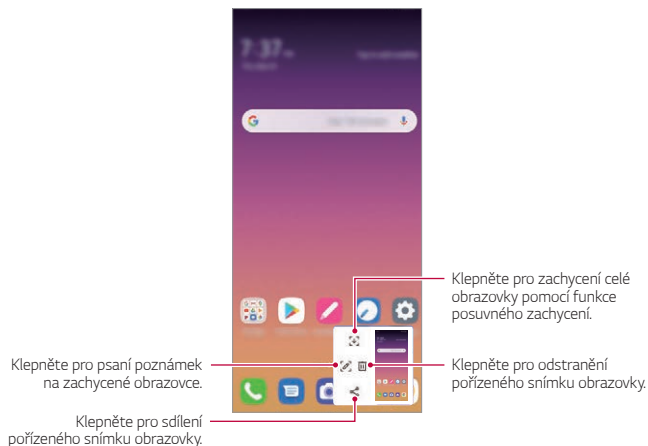 7:37
Klepněte pro zachycení celé
obrazovky pomocí funkce
posuvného zachycení.
Klepněte pro psaní poznámek
na zachycené obrazovce.
Klepněte pro odstranění
pořízeného snímku obrazovky.
Klepněte pro sdílení
pořízeného snímku obrazovky.